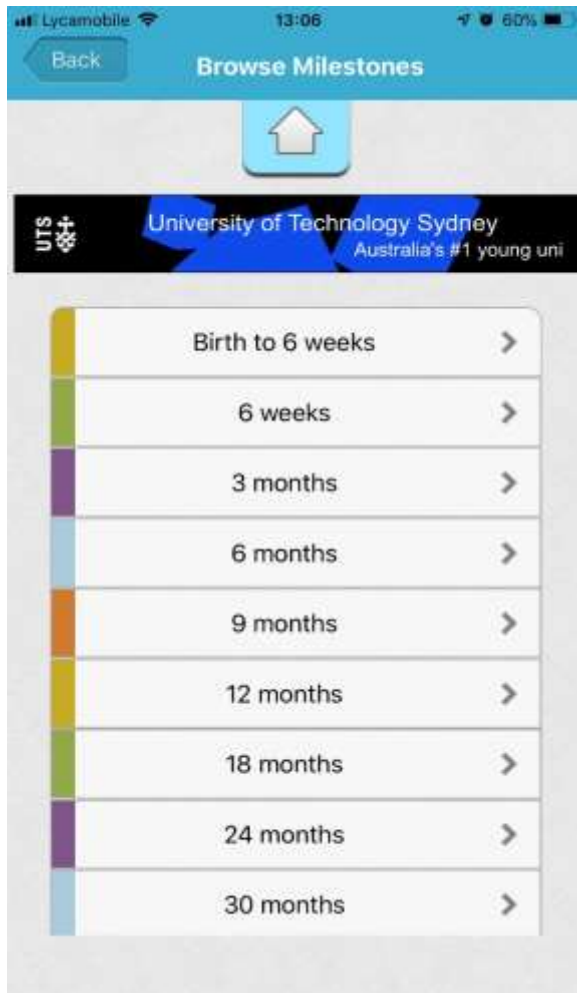 Lycamobile 13:06 60%
Back
Browse Milestones
UTS
University of Technology Sydney
Australia's #1 young uni
Birth to 6 weeks
6 weeks
3 months
6 months
9 months
12 months
18 months
24 months
30 months